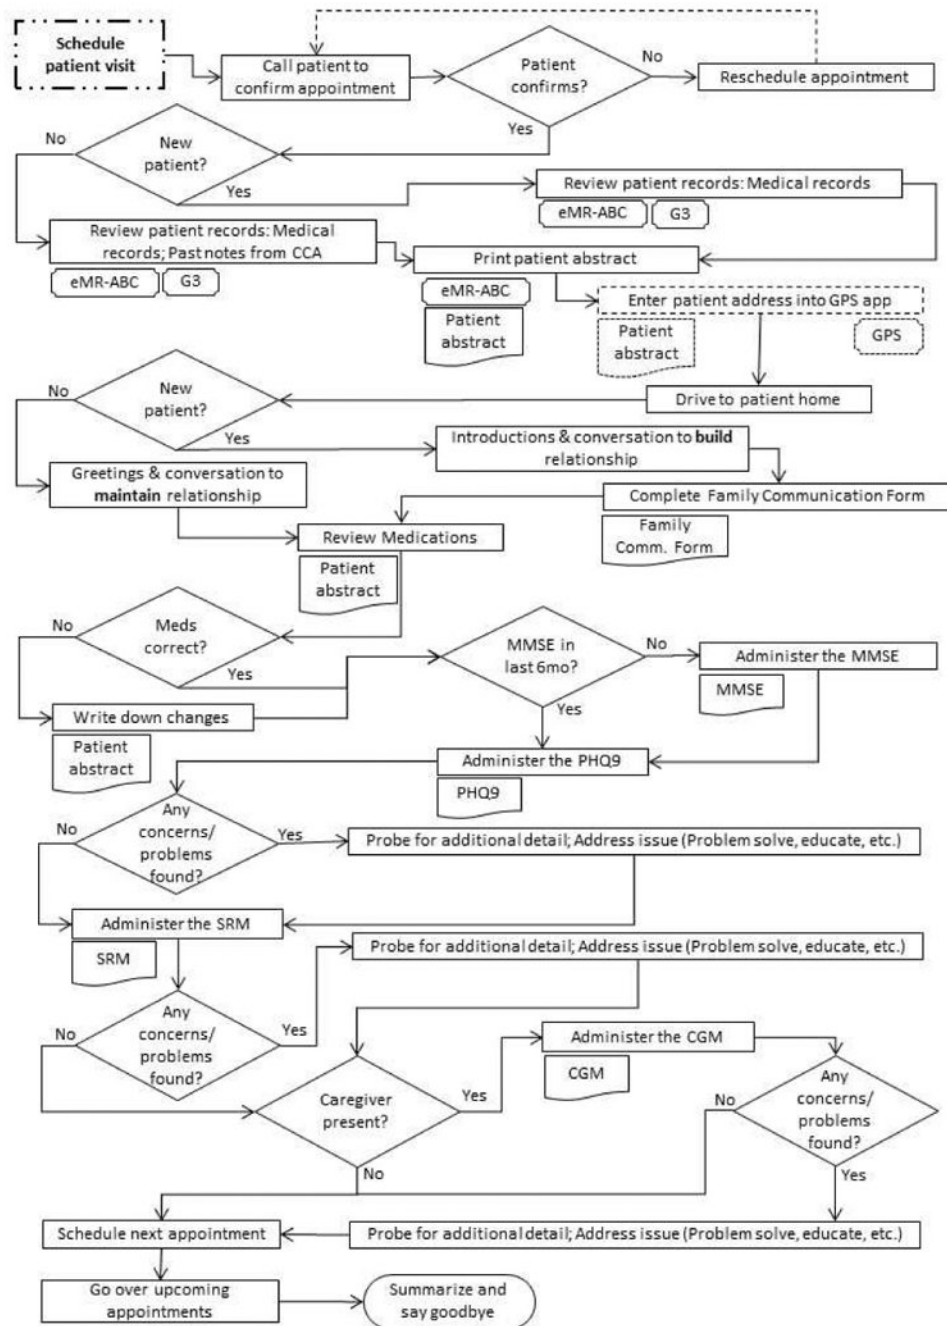 Schedule
patient visit
Call patient to
confirm appointment
Patient
confirms?
No
Reschedule appointment
Yes
No
New
patient?
Yes
Review patient records: Medical records
eMR-ABC
G3
Review patient records: Medical
records; Past notes from CCA
eMR-ABC
G3
Print patient abstract
eMR-ABC
Patient
abstract
Enter patient address into GPS app
Patient
abstract
GPS
No
New
patient?
Yes
Drive to patient home
Introductions & conversation to build
relationship
Greetings & conversation to
maintain relationship
Complete Family Communication Form
Family
Comm. Form
Review Medications
Patient
abstract
No
Meds
correct?
Yes
MMSE in
last 6mo?
No
Administer the MMSE
MMSE
Yes
Write down changes
Patient
abstract
Administer the PHQ9
PHQ9
No
Any
concerns/
problems
found?
Yes
Probe for additional detail; Address issue (Problem solve, educate, etc.)
Administer the SRM
SRM
Probe for additional detail; Address issue (Problem solve, educate, etc.)
No
Any
concerns/
problems
found?
Yes
Administer the CGM
CGM
Caregiver
present?
Yes
No
No
Any
concerns/
problems
found?
Yes
Schedule next appointment
Probe for additional detail; Address issue (Problem solve, educate, etc.)
Go over upcoming
appointments
Summarize and
say goodbye